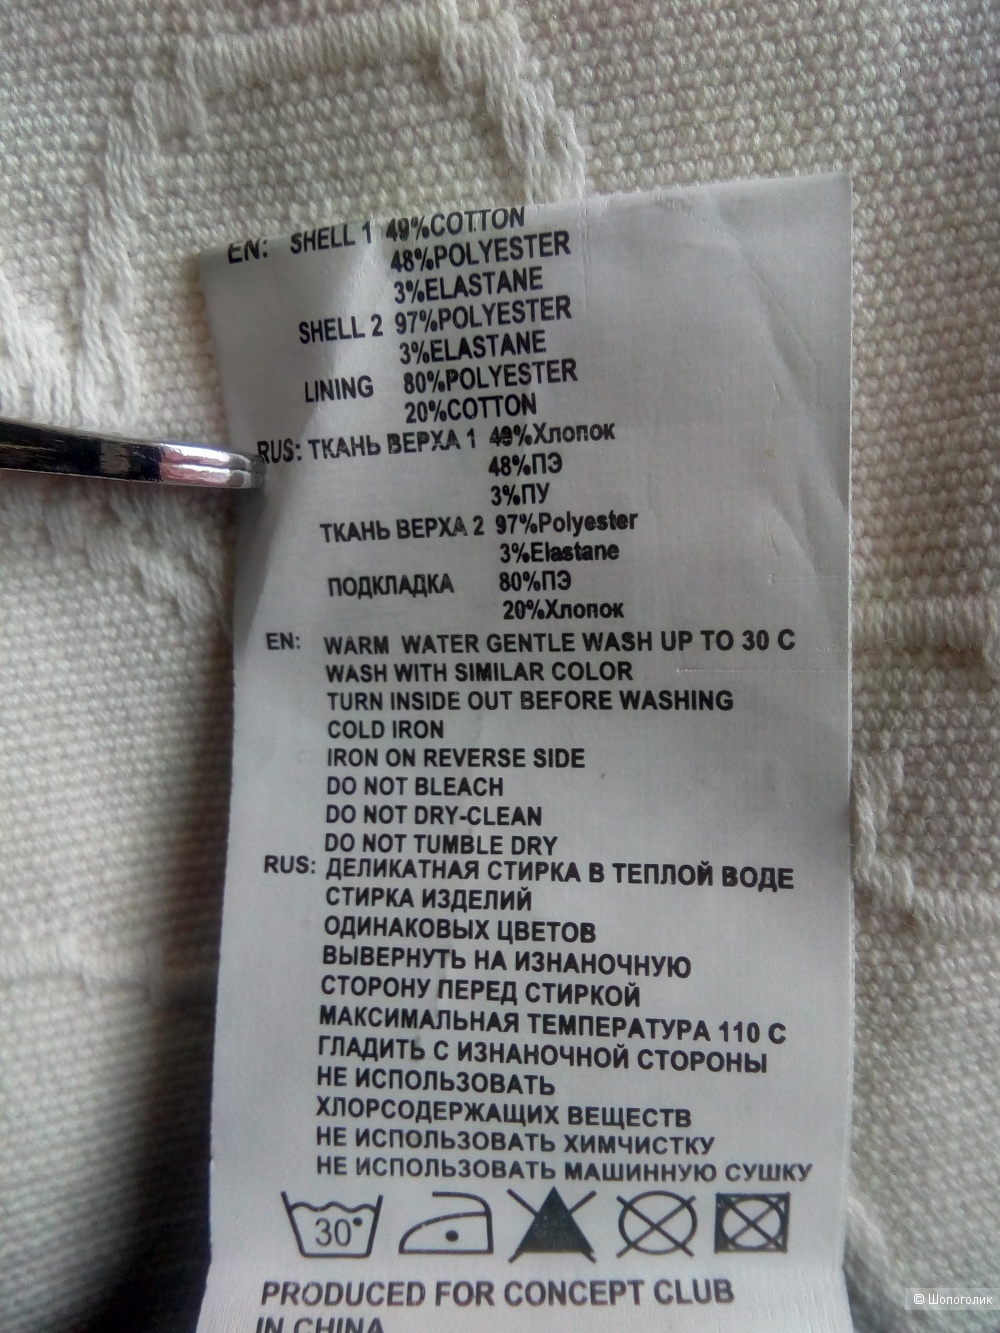 EN: SHELL 1 49%COTTON
48%POLYESTER
3%ELASTANE
SHELL 2 97%POLYESTER
3%ELASTANE
LINING 80%POLYESTER
20%COTTON
RUS: ТКАНЬ ВЕРХА 1 49%Хлопок
48%ПЭ
3%ПУ
ТКАНЬ ВЕРХА 2 97%Polyester
3%Elastane
ПОДКЛАДКА 80%ПЭ
20%Хлопок
EN: WARM WATER GENTLE WASH UP TO 30 C
WASH WITH SIMILAR COLOR
TURN INSIDE OUT BEFORE WASHING
COLD IRON
IRON ON REVERSE SIDE
DO NOT BLEACH
DO NOT DRY-CLEAN
DO NOT TUMBLE DRY
RUS: ДЕЛИКАТНАЯ СТИРКА В ТЕПЛОЙ ВОДЕ
СТИРКА ИЗДЕЛИЙ
ОДИНАКОВЫХ ЦВЕТОВ
ВЫВЕРНУТЬ НА ИЗНАНОЧНУЮ
СТОРОНУ ПЕРЕД СТИРКОЙ
МАКСИМАЛЬНАЯ ТЕМПЕРАТУРА 110 С
ГЛАДИТЬ С ИЗНАНОЧНОЙ СТОРОНЫ
НЕ ИСПОЛЬЗОВАТЬ
ХЛОРСОДЕРЖАЩИХ ВЕЩЕСТВ
НЕ ИСПОЛЬЗОВАТЬ ХИМЧИСТКУ
НЕ ИСПОЛЬЗОВАТЬ МАШИННУЮ СУШКУ
30°
PRODUCED FOR CONCEPT CLUB
IN CHINA
© Шопоголик